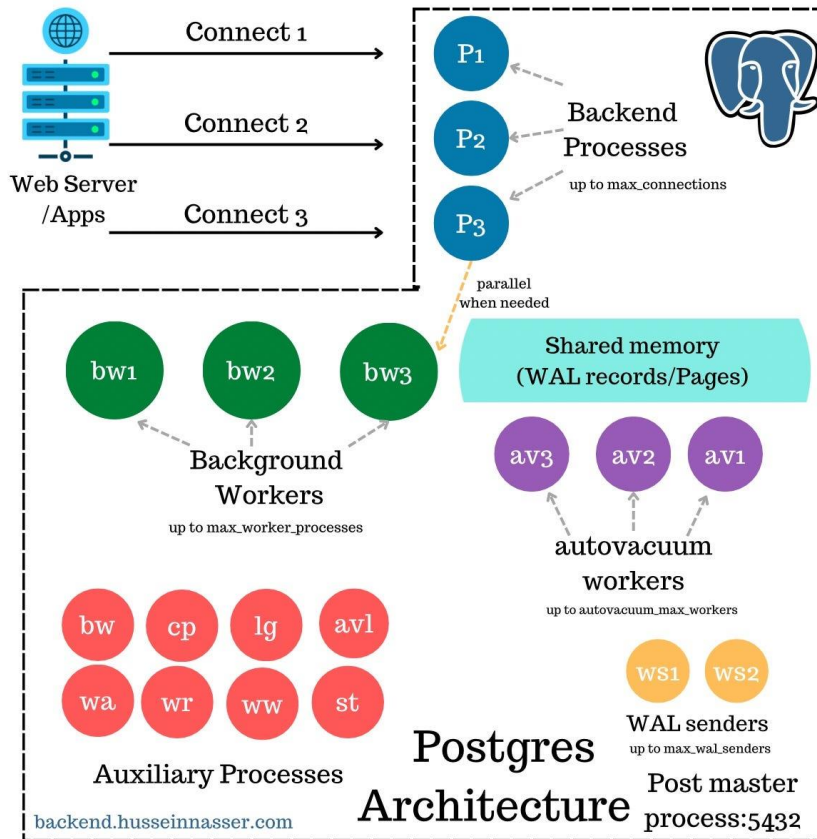 Connect 1
Connect 2
Connect 3
Web Server
/Apps
P1
P2
P3
Backend
Processes
up to max_connections
parallel
when needed
bw1
bw2
bw3
Background
Workers
up to max_worker_processes
Shared memory
(WAL records/Pages)
av3
av2
av1
autovacuum
workers
up to autovacuum_max_workers
bw
cp
lg
avl
wa
wr
ww
st
Auxiliary Processes
ws1
ws2
WAL senders
up to max_wal_senders
Postgres
Architecture
Post master
process:5432
backend.husseinnasser.com